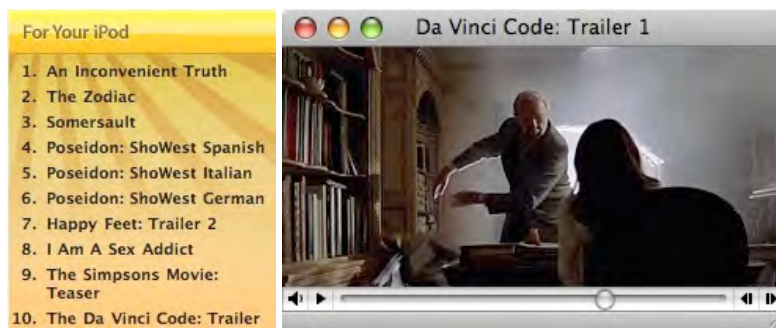 For Your iPod
1. An Inconvenient Truth
2. The Zodiac
3. Somersault
4. Poseidon: ShoWest Spanish
5. Poseidon: ShoWest Italian
6. Poseidon: ShoWest German
7. Happy Feet: Trailer 2
8. I Am A Sex Addict
9. The Simpsons Movie:
Teaser
10. The Da Vinci Code: Trailer
Da Vinci Code: Trailer 1